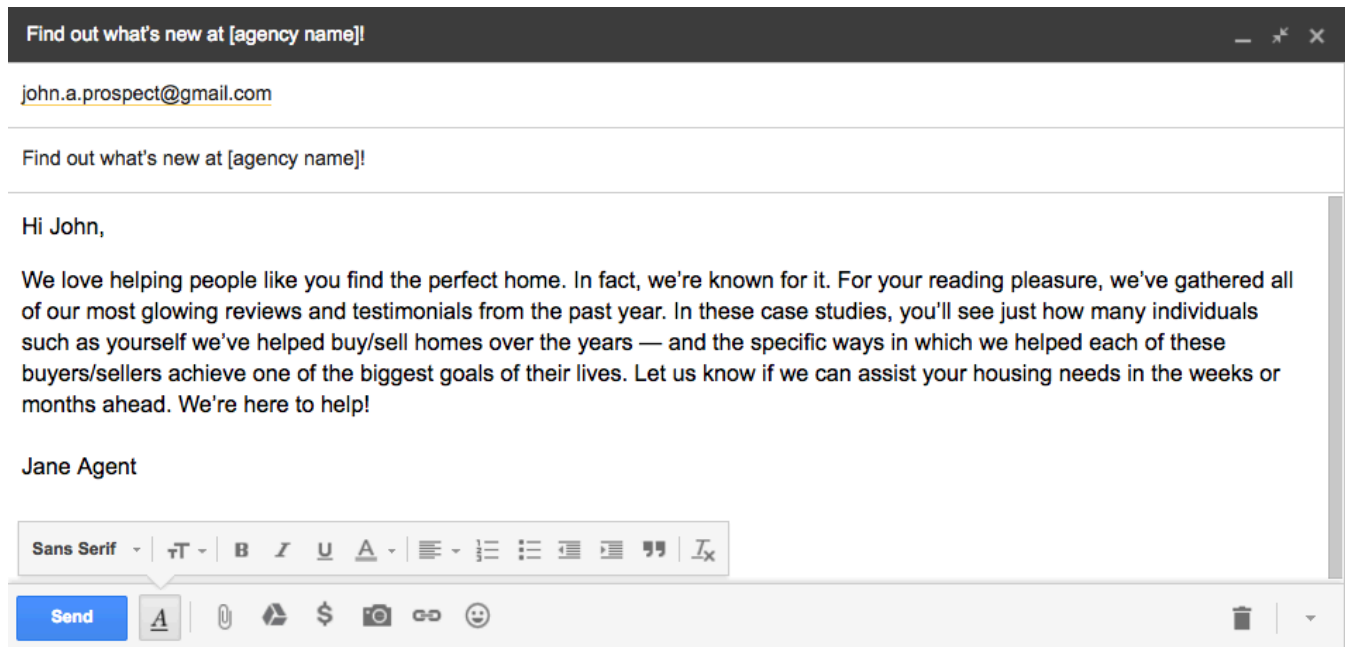 Find out what's new at [agency name]!
john.a.prospect@gmail.com
Find out what's new at [agency name]!
Hi John,
We love helping people like you find the perfect home. In fact, we’re known for it. For your reading pleasure, we’ve gathered all
of our most glowing reviews and testimonials from the past year. In these case studies, you’ll see just how many individuals
such as yourself we’ve helped buy/sell homes over the years — and the specific ways in which we helped each of these
buyers/sellers achieve one of the biggest goals of their lives. Let us know if we can assist your housing needs in the weeks or
months ahead. We’re here to help!
Jane Agent
Sans Serif
Send